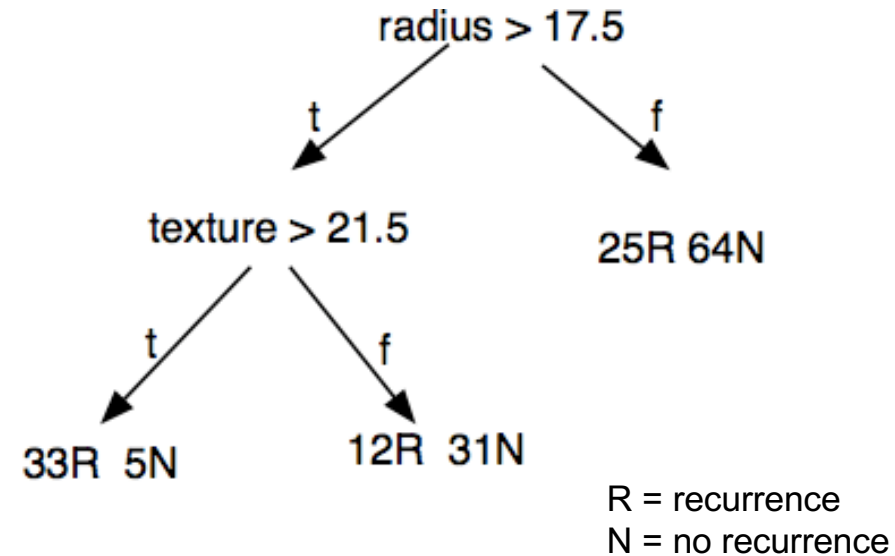 radius > 17.5
t
f
texture > 21.5
25R 64N
t
f
33R 5N
12R 31N
R = recurrence
N = no recurrence